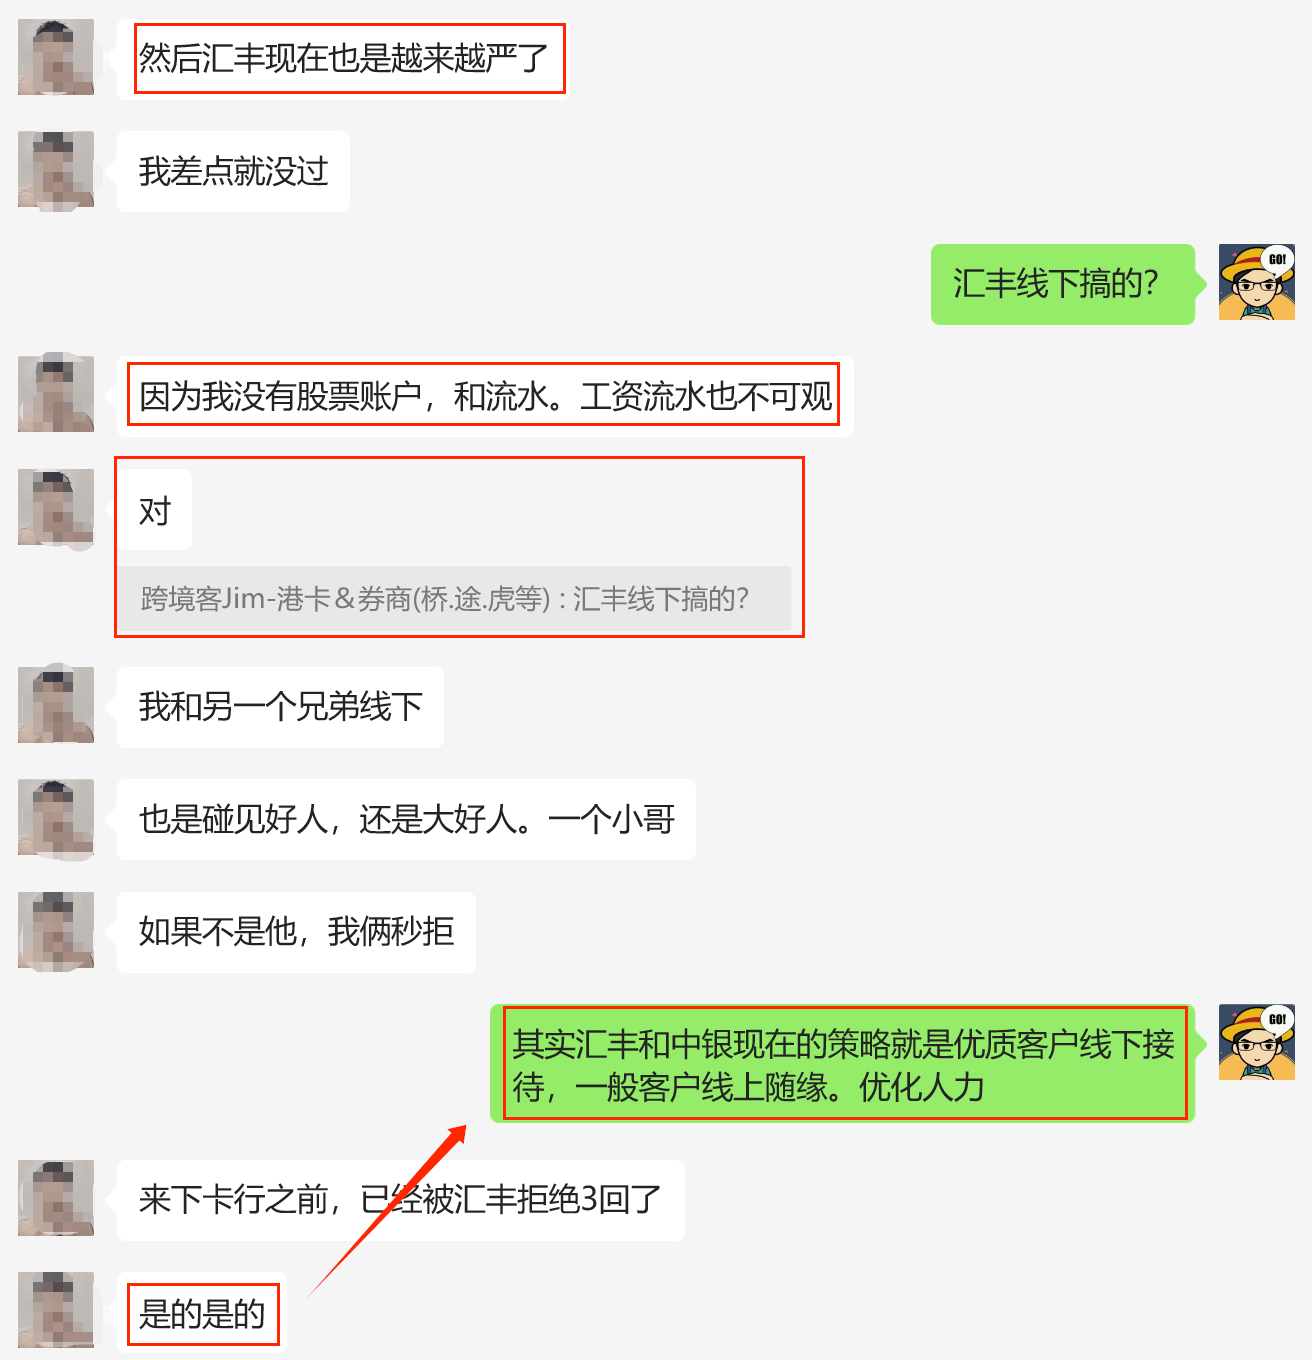 然后汇丰现在也是越来越严了
我差点就没过
GO!
汇丰线下搞的?
因为我没有股票账户，和流水。工资流水也不可观
对
跨境客Jim-港卡＆券商(桥.途.虎等) : 汇丰线下搞的?
我和另一个兄弟线下
也是碰见好人，还是大好人。一个小哥
如果不是他，我俩秒拒
GO!
其实汇丰和中银现在的策略就是优质客户线下接
待，一般客户线上随缘。优化人力
来下卡行之前，已经被汇丰拒绝3回了
是的是的